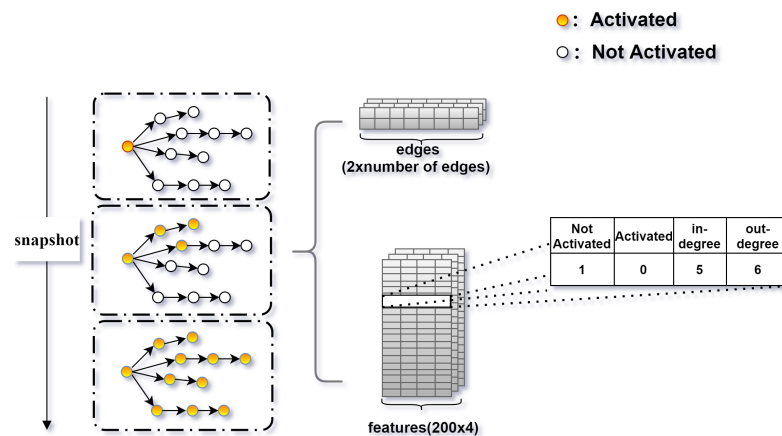 : Activated
: Not Activated
snapshot
edges
(2xnumber of edges)
Not Activated Activated in-degree out-degree
1 0 5 6
features(200x4)